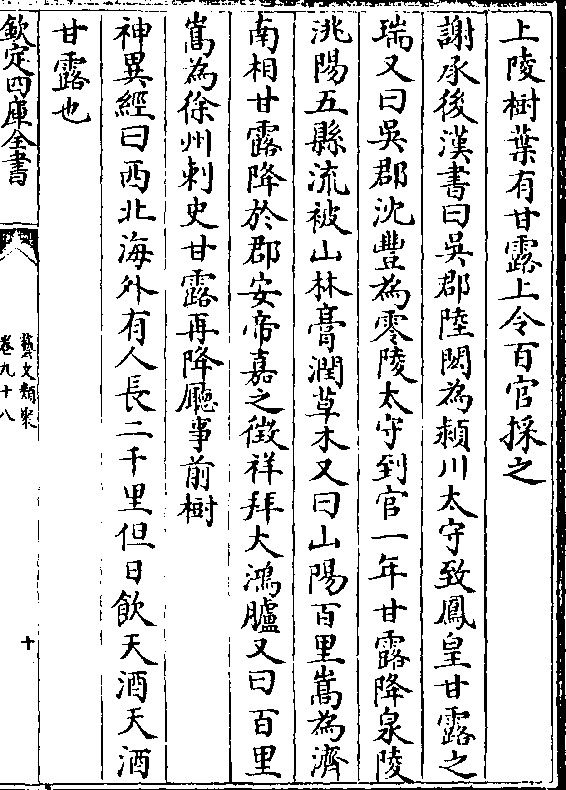 上陵樹葉有甘露上令百官採之
謝承後漢書曰吳郡陸閎為潁川太守致鳳皇甘露之
瑞又曰吳郡沈豐為零陵太守到官一年甘露降泉陵
洮陽五縣流被山林膏潤草木又曰山陽百里嵩為濟
南相甘露降於郡安帝嘉之徵祥拜大鴻臚又曰百里
嵩為徐州刺史甘露再降廳事前樹
神異經曰西北海外有人長二千里但日飲天酒天酒
甘露也
欽定四庫全書
藝文類聚
卷九十八
十